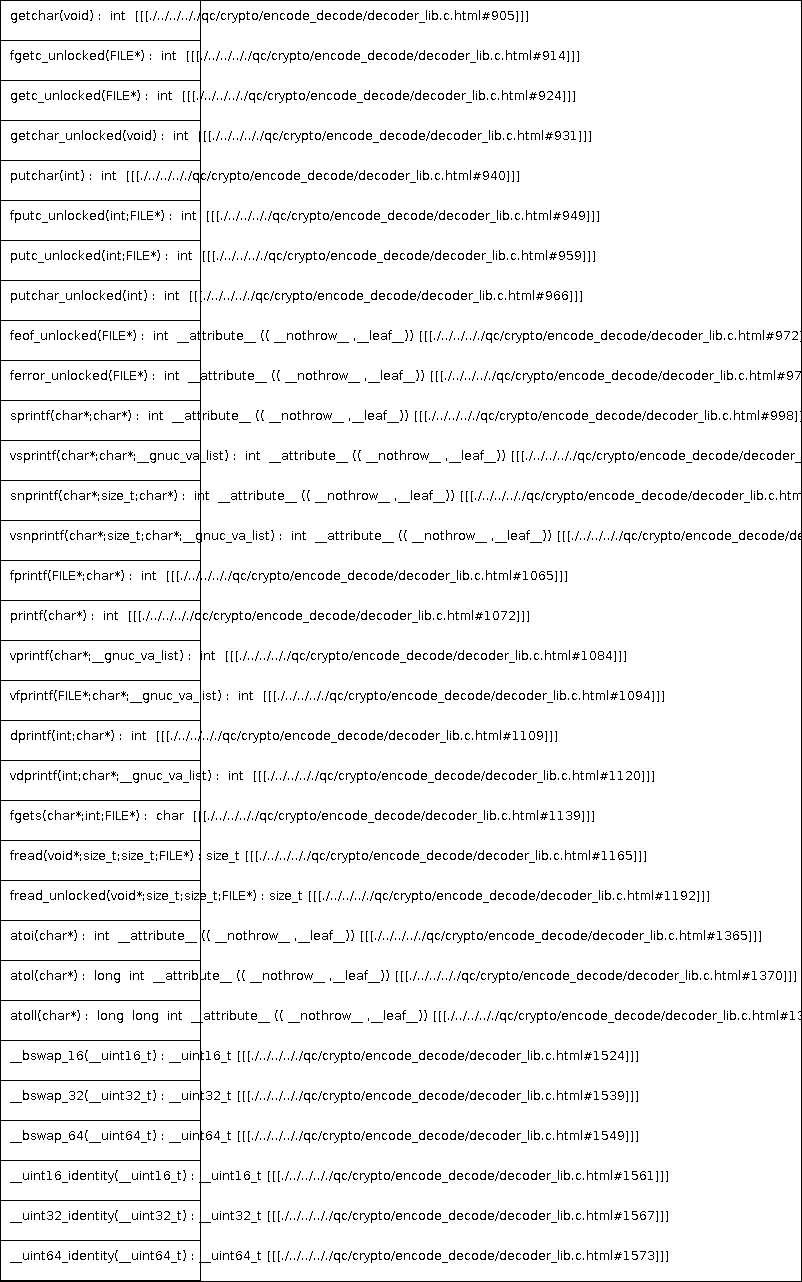 getchar(void) : int [[[./../../../qc/crypto/encode_decode/decoder_lib.c.html#905]]]
fgetc_unlocked(FILE*) : int [[[./../../../qc/crypto/encode_decode/decoder_lib.c.html#914]]]
getc_unlocked(FILE*) : int [[[./../../../qc/crypto/encode_decode/decoder_lib.c.html#924]]]
getchar_unlocked(void) : int [[[./../../../qc/crypto/encode_decode/decoder_lib.c.html#931]]]
putchar(int) : int [[[./../../../qc/crypto/encode_decode/decoder_lib.c.html#940]]]
fputc_unlocked(int;FILE*) : int [[[./../../../qc/crypto/encode_decode/decoder_lib.c.html#949]]]
putc_unlocked(int;FILE*) : int [[[./../../../qc/crypto/encode_decode/decoder_lib.c.html#959]]]
putchar_unlocked(int) : int [[[./../../../qc/crypto/encode_decode/decoder_lib.c.html#966]]]
feof_unlocked(FILE*) : int __attribute__ (( __nothrow__ ,__leaf__)) [[[./../../../qc/crypto/encode_decode/decoder_lib.c.html#972]
ferror_unlocked(FILE*) : int __attribute__ (( __nothrow__ ,__leaf__)) [[[./../../../qc/crypto/encode_decode/decoder_lib.c.html#97
sprintf(char*;char*) : int __attribute__ (( __nothrow__ ,__leaf__)) [[[./../../../qc/crypto/encode_decode/decoder_lib.c.html#998]]]
vsprintf(char*;char*;__gnuc_va_list) : int __attribute__ (( __nothrow__ ,__leaf__)) [[[./../../../qc/crypto/encode_decode/decoder_
snprintf(char*;size_t;char*) : int __attribute__ (( __nothrow__ ,__leaf__)) [[[./../../../qc/crypto/encode_decode/decoder_lib.c.htm
vsnprintf(char*;size_t;char*;__gnuc_va_list) : int __attribute__ (( __nothrow__ ,__leaf__)) [[[./../../../qc/crypto/encode_decode/de
fprintf(FILE*;char*) : int [[[./../../../qc/crypto/encode_decode/decoder_lib.c.html#1065]]]
printf(char*) : int [[[./../../../qc/crypto/encode_decode/decoder_lib.c.html#1072]]]
vprintf(char*;__gnuc_va_list) : int [[[./../../../qc/crypto/encode_decode/decoder_lib.c.html#1084]]]
vfprintf(FILE*;char*;__gnuc_va_list) : int [[[./../../../qc/crypto/encode_decode/decoder_lib.c.html#1094]]]
dprintf(int;char*) : int [[[./../../../qc/crypto/encode_decode/decoder_lib.c.html#1109]]]
vdprintf(int;char*;__gnuc_va_list) : int [[[./../../../qc/crypto/encode_decode/decoder_lib.c.html#1120]]]
fgets(char*;int;FILE*) : char [[[./../../../qc/crypto/encode_decode/decoder_lib.c.html#1139]]]
fread(void*;size_t;size_t;FILE*) : size_t [[[./../../../qc/crypto/encode_decode/decoder_lib.c.html#1165]]]
fread_unlocked(void*;size_t;size_t;FILE*) : size_t [[[./../../../qc/crypto/encode_decode/decoder_lib.c.html#1192]]]
atoi(char*) : int __attribute__ (( __nothrow__ ,__leaf__)) [[[./../../../qc/crypto/encode_decode/decoder_lib.c.html#1365]]]
atol(char*) : long int __attribute__ (( __nothrow__ ,__leaf__)) [[[./../../../qc/crypto/encode_decode/decoder_lib.c.html#1370]]]
atoll(char*) : long long int __attribute__ (( __nothrow__ ,__leaf__)) [[[./../../../qc/crypto/encode_decode/decoder_lib.c.html#13
__bswap_16(__uint16_t) : __uint16_t [[[./../../../qc/crypto/encode_decode/decoder_lib.c.html#1524]]]
__bswap_32(__uint32_t) : __uint32_t [[[./../../../qc/crypto/encode_decode/decoder_lib.c.html#1539]]]
__bswap_64(__uint64_t) : __uint64_t [[[./../../../qc/crypto/encode_decode/decoder_lib.c.html#1549]]]
__uint16_identity(__uint16_t) : __uint16_t [[[./../../../qc/crypto/encode_decode/decoder_lib.c.html#1561]]]
__uint32_identity(__uint32_t) : __uint32_t [[[./../../../qc/crypto/encode_decode/decoder_lib.c.html#1567]]]
__uint64_identity(__uint64_t) : __uint64_t [[[./../../../qc/crypto/encode_decode/decoder_lib.c.html#1573]]]